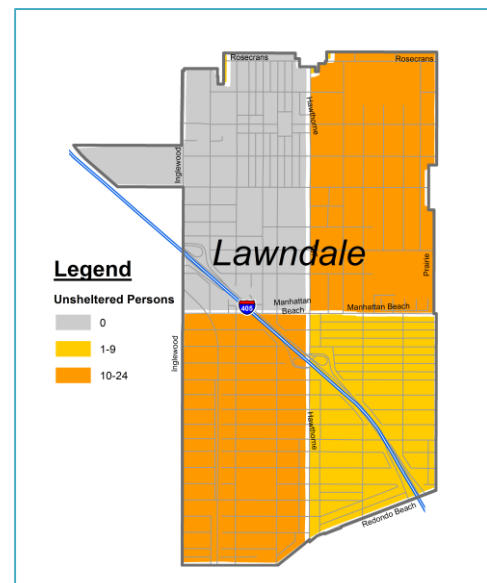 Rosecrans
Rosecrans
Hawthorne
Inglewood
Lawndale
Prairie
Legend
Unsheltered Persons
0
1-9
10-24
405
Manhattan
Beach
Manhattan Beach
Inglewood
Hawthorne
Redondo Beach